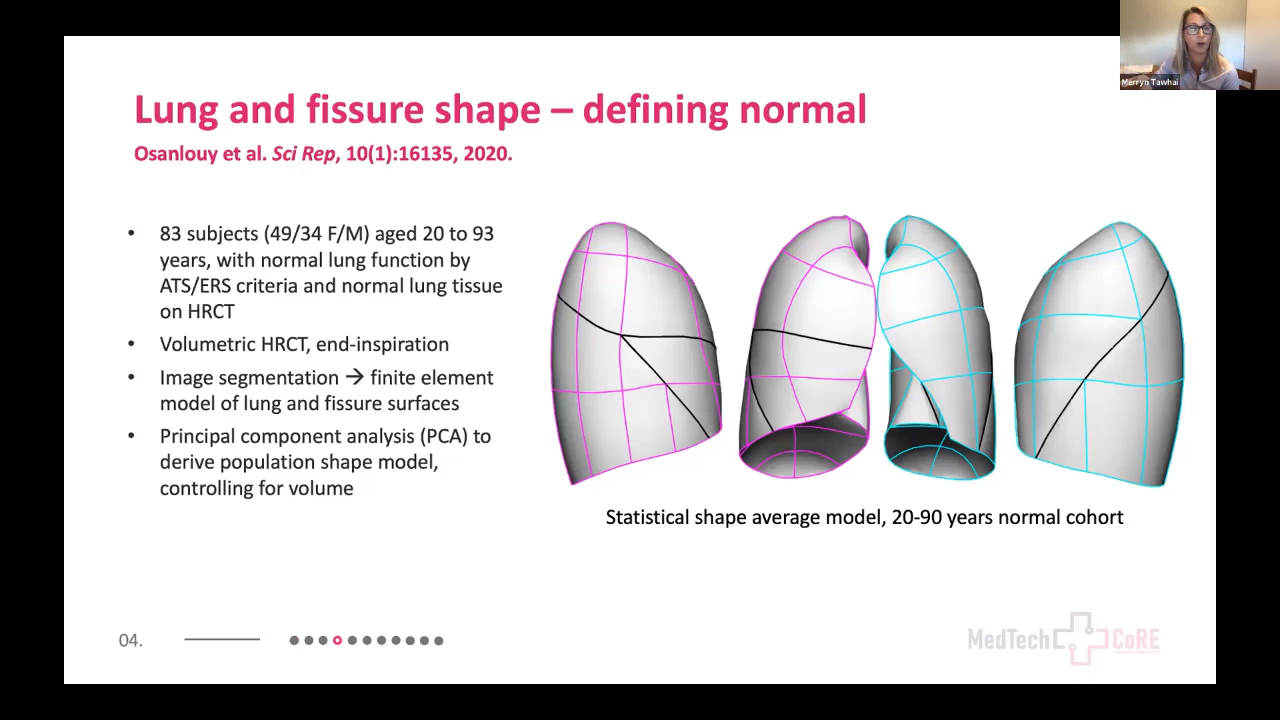 Merryn Tawhai
Lung and fissure shape – defining normal
Osanlouy et al. Sci Rep, 10(1):16135, 2020.
• 83 subjects (49/34 F/M) aged 20 to 93
years, with normal lung function by
ATS/ERS criteria and normal lung tissue
on HRCT
• Volumetric HRCT, end-inspiration
• Image segmentation → finite element
model of lung and fissure surfaces
• Principal component analysis (PCA) to
derive population shape model,
controlling for volume
Statistical shape average model, 20-90 years normal cohort
04.
MedTech CoRE